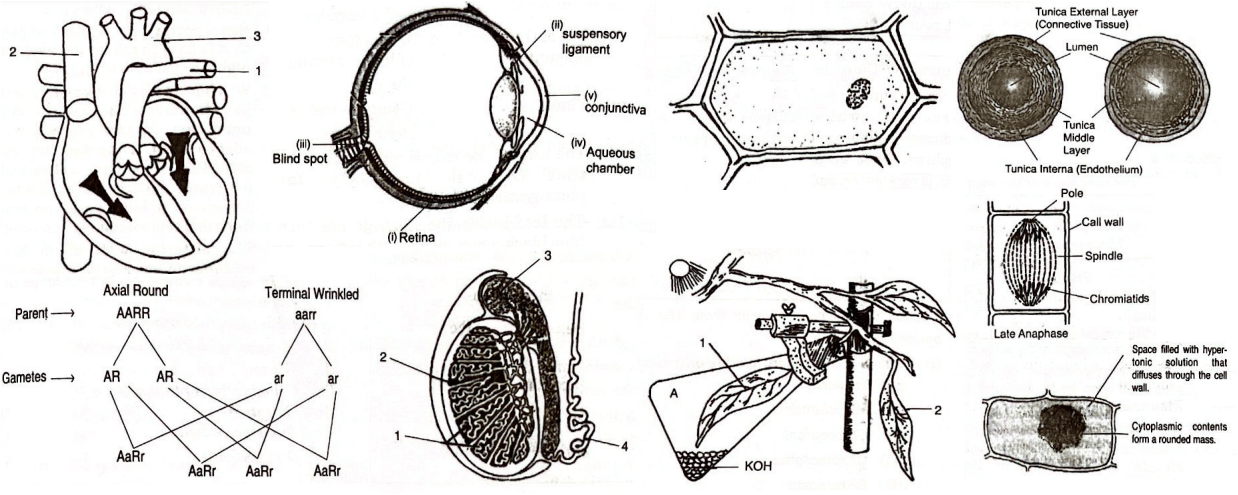 2
3
1
(ii) suspensory
ligament
(v)
conjunctiva
(iii)
Blind spot
(iv) Aqueous
chamber
(i) Retina
Tunica External Layer
(Connective Tissue)
Lumen
Tunica
Middle
Layer
Tunica Interna (Endothelium)
Pole
Call wall
Spindle
Chromiatids
Late Anaphase
Axial Round
Terminal Wrinkled
Parent → AARR aarr
Gametes → AR AR ar ar
AaRr AaRr AaRr AaRr
3
2
1
4
1
A
2
KOH
Space filled with hyper-
tonic solution that
diffuses through the cell
wall.
Cytoplasmic contents
form a rounded mass.